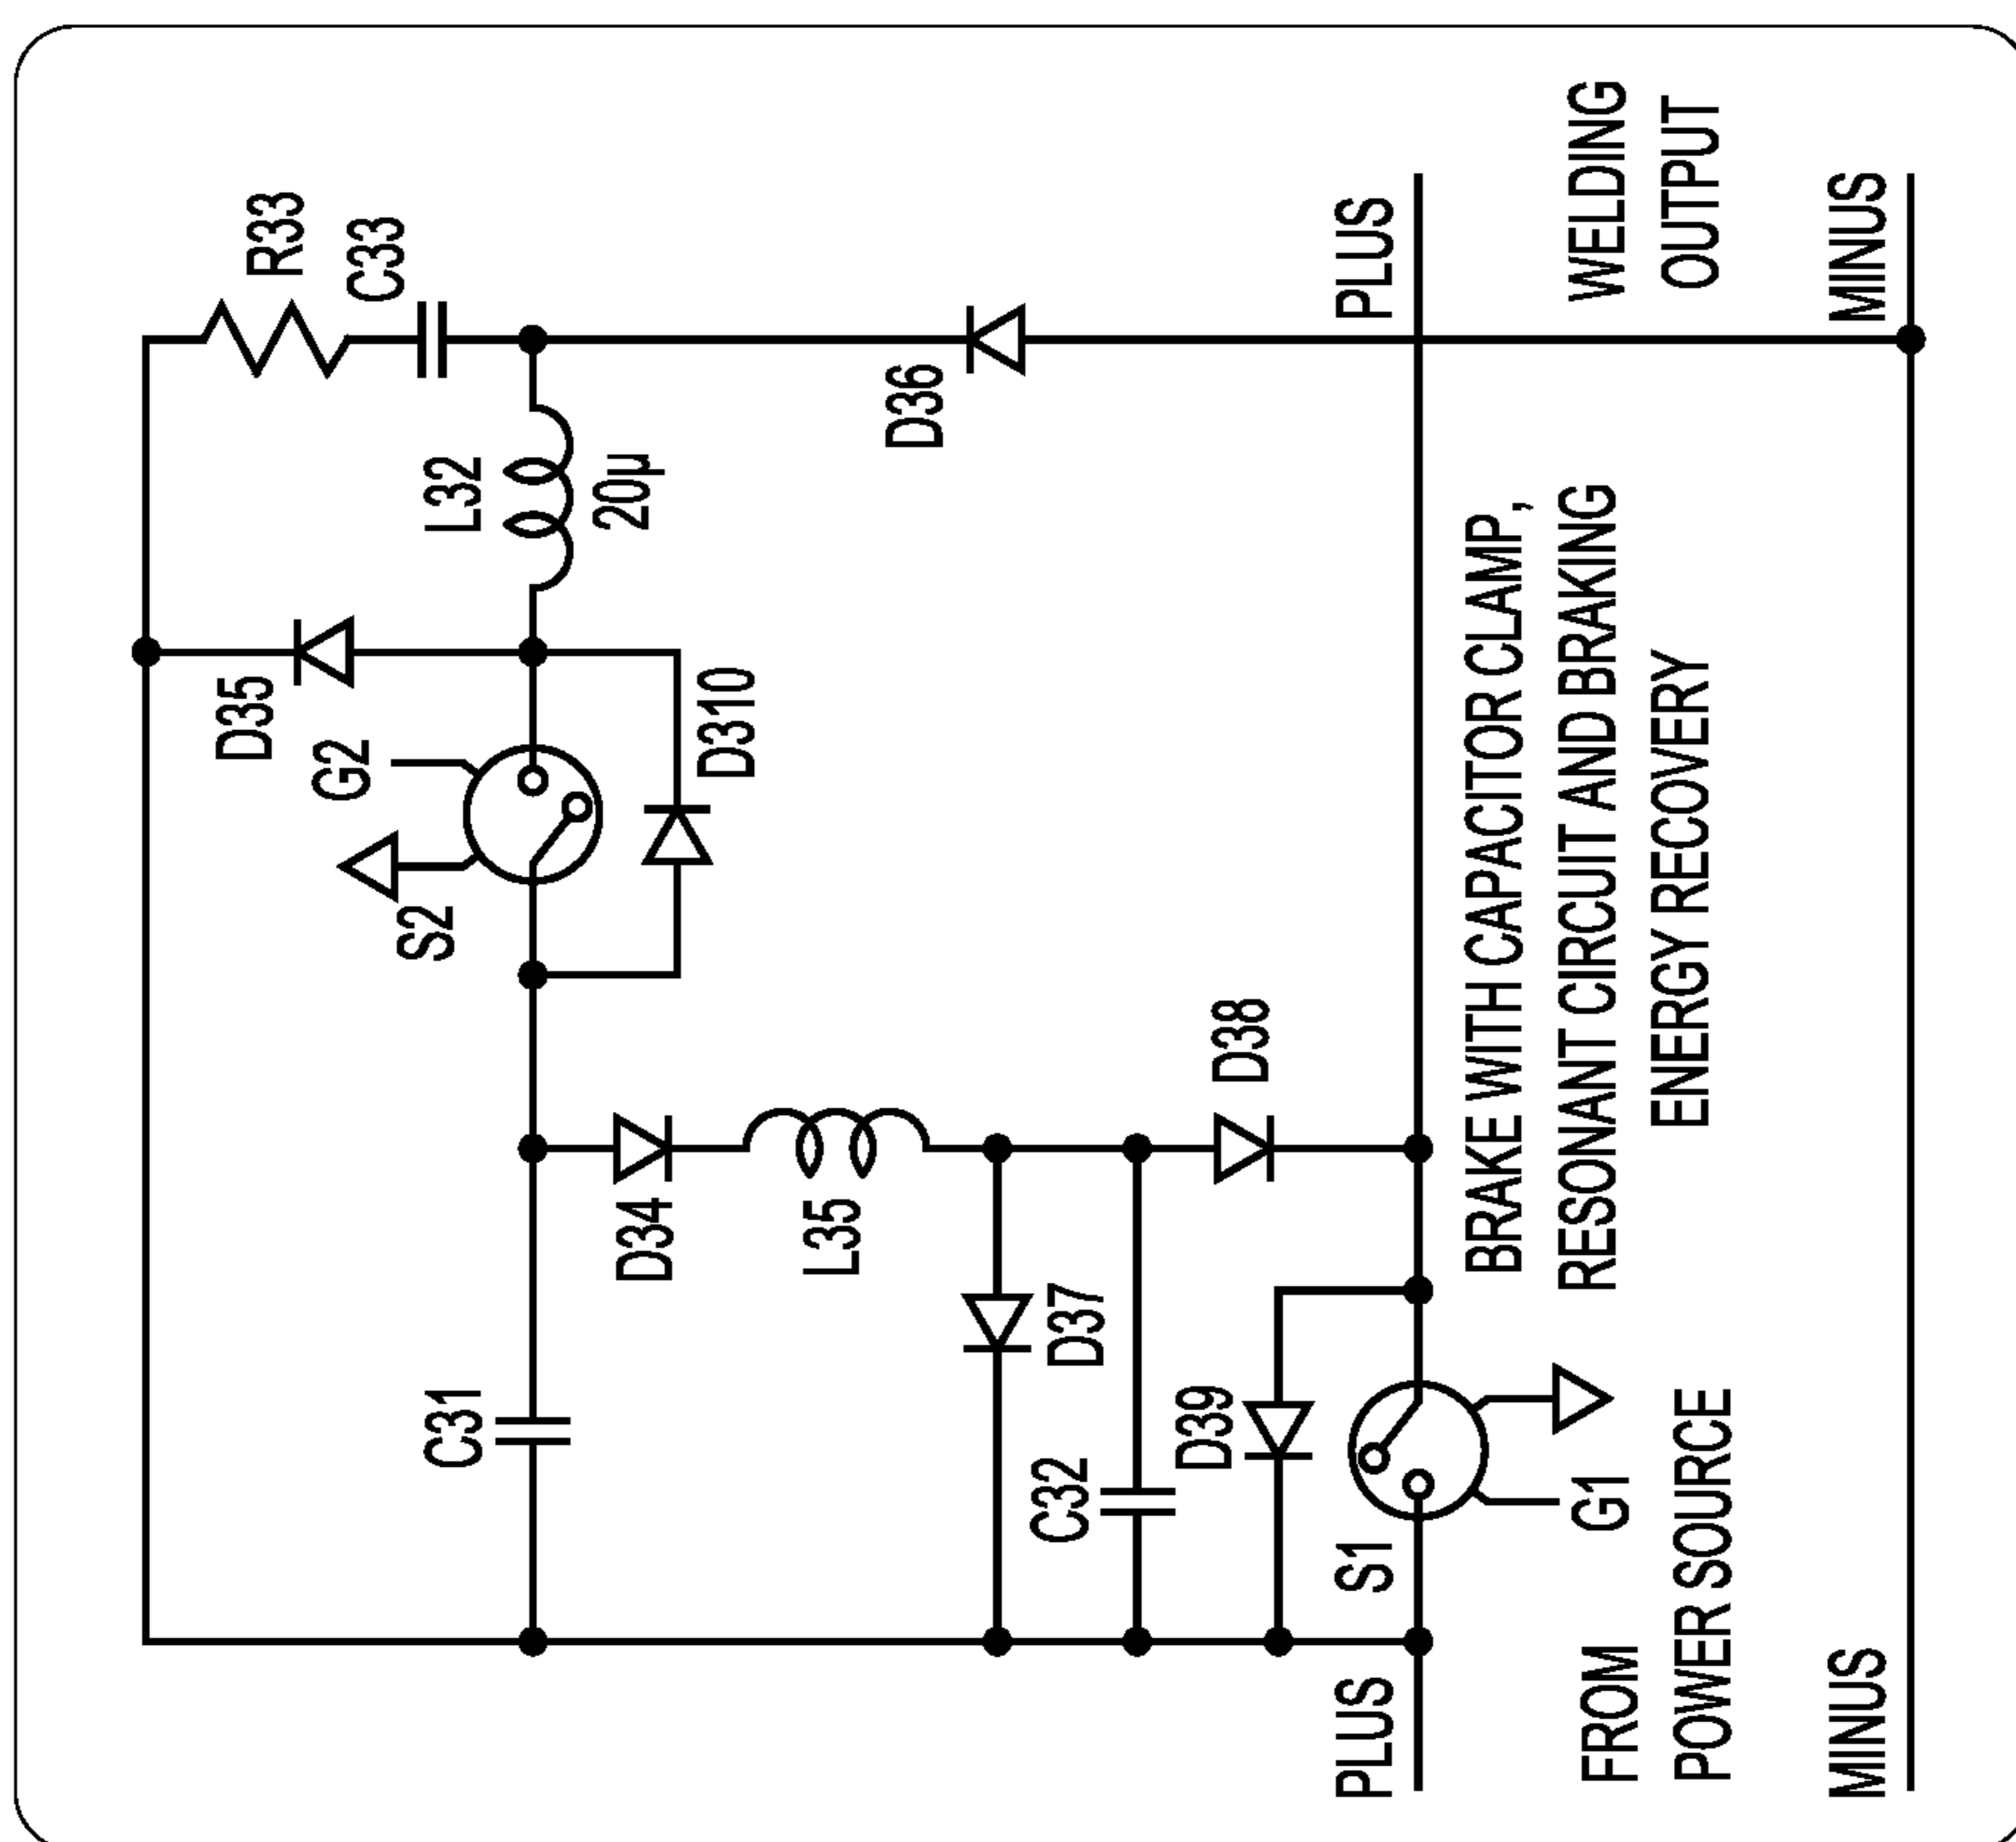 R33
C33
L32
20µ
D35
G2
S2
D310
D36
C31
D34
L35
D37
C32
D38
D39
S1
G1
PLUS
FROM
POWER SOURCE
MINUS
PLUS
WELDING
OUTPUT
MINUS
BRAKE WITH CAPACITOR CLAMP,
RESONANT CIRCUIT AND BRAKING
ENERGY RECOVERY